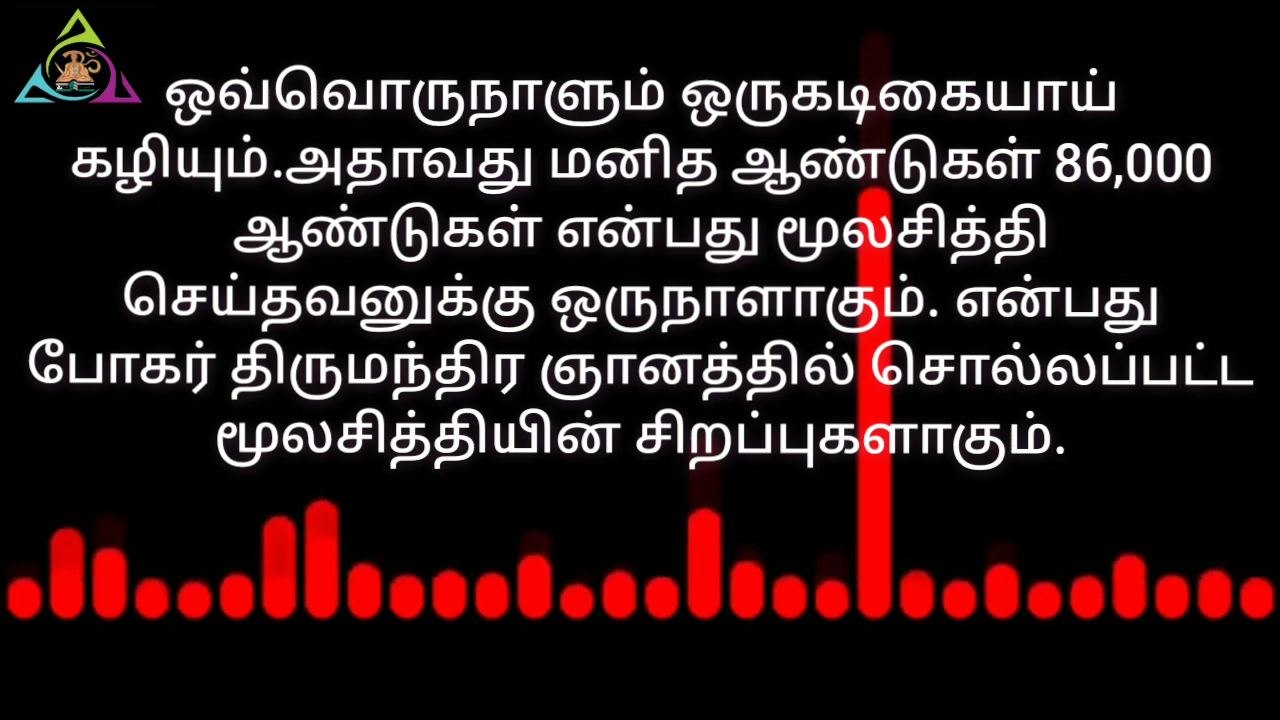 ஒவ்வொருநாளும் ஒருகடிகையாய்
கழியும்.அதாவது மனித ஆண்டுகள் 86,000
ஆண்டுகள் என்பது மூலசித்தி
செய்தவனுக்கு ஒருநாளாகும். என்பது
போகர் திருமந்திர ஞானத்தில் சொல்லப்பட்ட
மூலசித்தியின் சிறப்புகளாகும்.